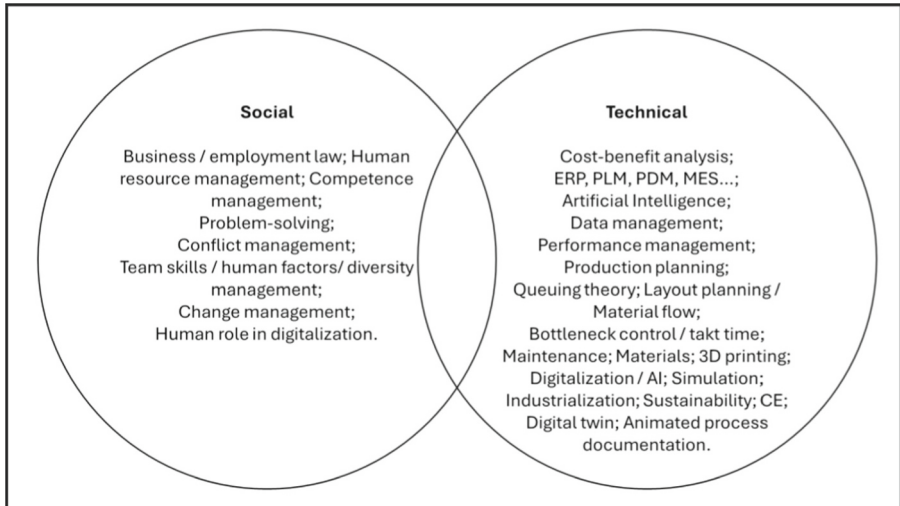 Social
Business / employment law; Human
resource management; Competence
management;
Problem-solving;
Conflict management;
Team skills / human factors/ diversity
management;
Change management;
Human role in digitalization.
Technical
Cost-benefit analysis;
ERP, PLM, PDM, MES...;
Artificial Intelligence;
Data management;
Performance management;
Production planning;
Queuing theory; Layout planning /
Material flow;
Bottleneck control / takt time;
Maintenance; Materials; 3D printing;
Digitalization / AI; Simulation;
Industrialization; Sustainability; CE;
Digital twin; Animated process
documentation.